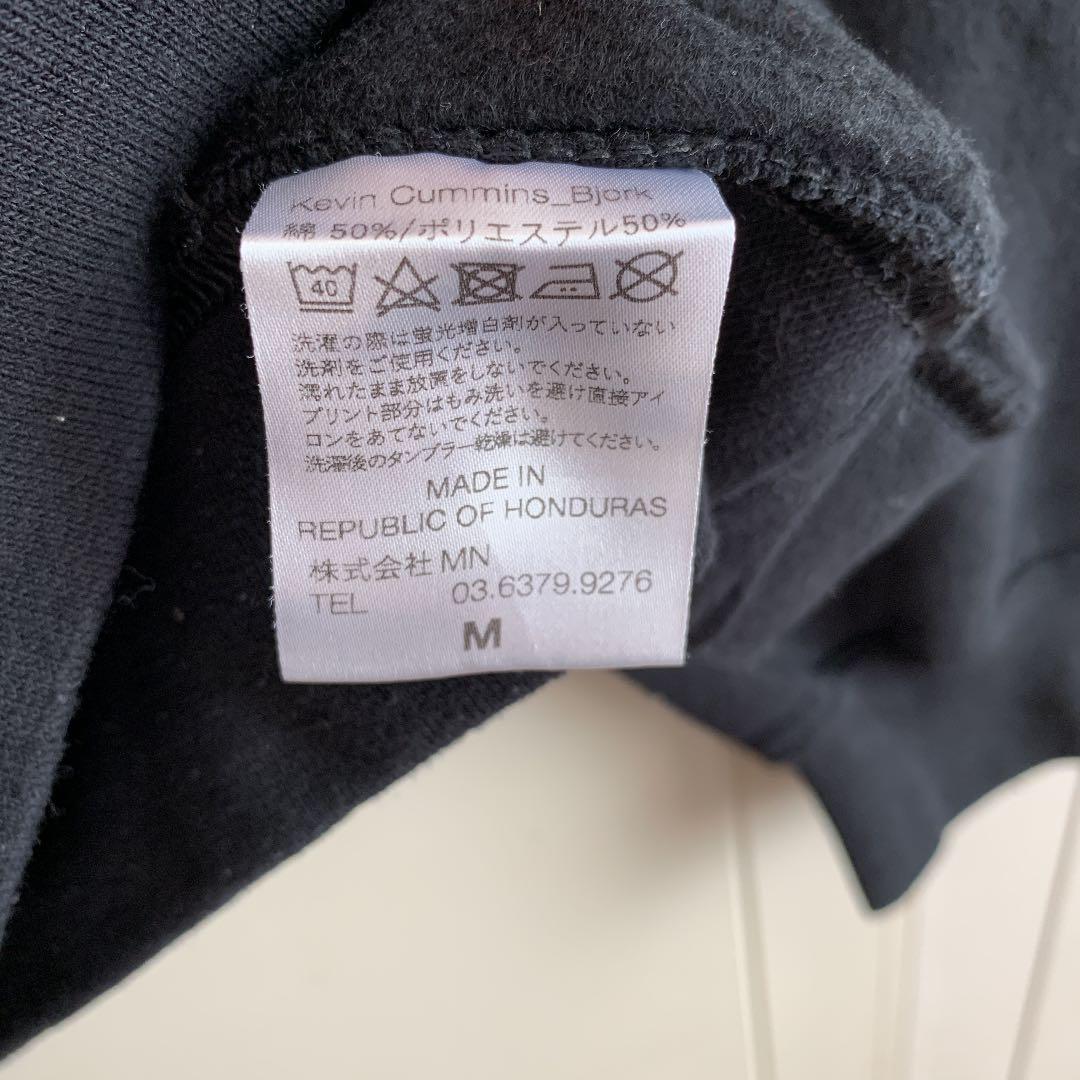 Kevin Cummins_Bjork
綿 50%/ポリエステル50%
40
洗濯の際は蛍光増白剤が入っていない
洗剤をご使用ください。
濡れたまま放置をしないでください。
プリント部分はもみ洗いを避け直接アイ
ロンをあてないでください。
洗濯後のタンブラー乾燥は避けてください。
MADE IN
REPUBLIC OF HONDURAS
株式会社 MN
TEL 03.6379.9276
M